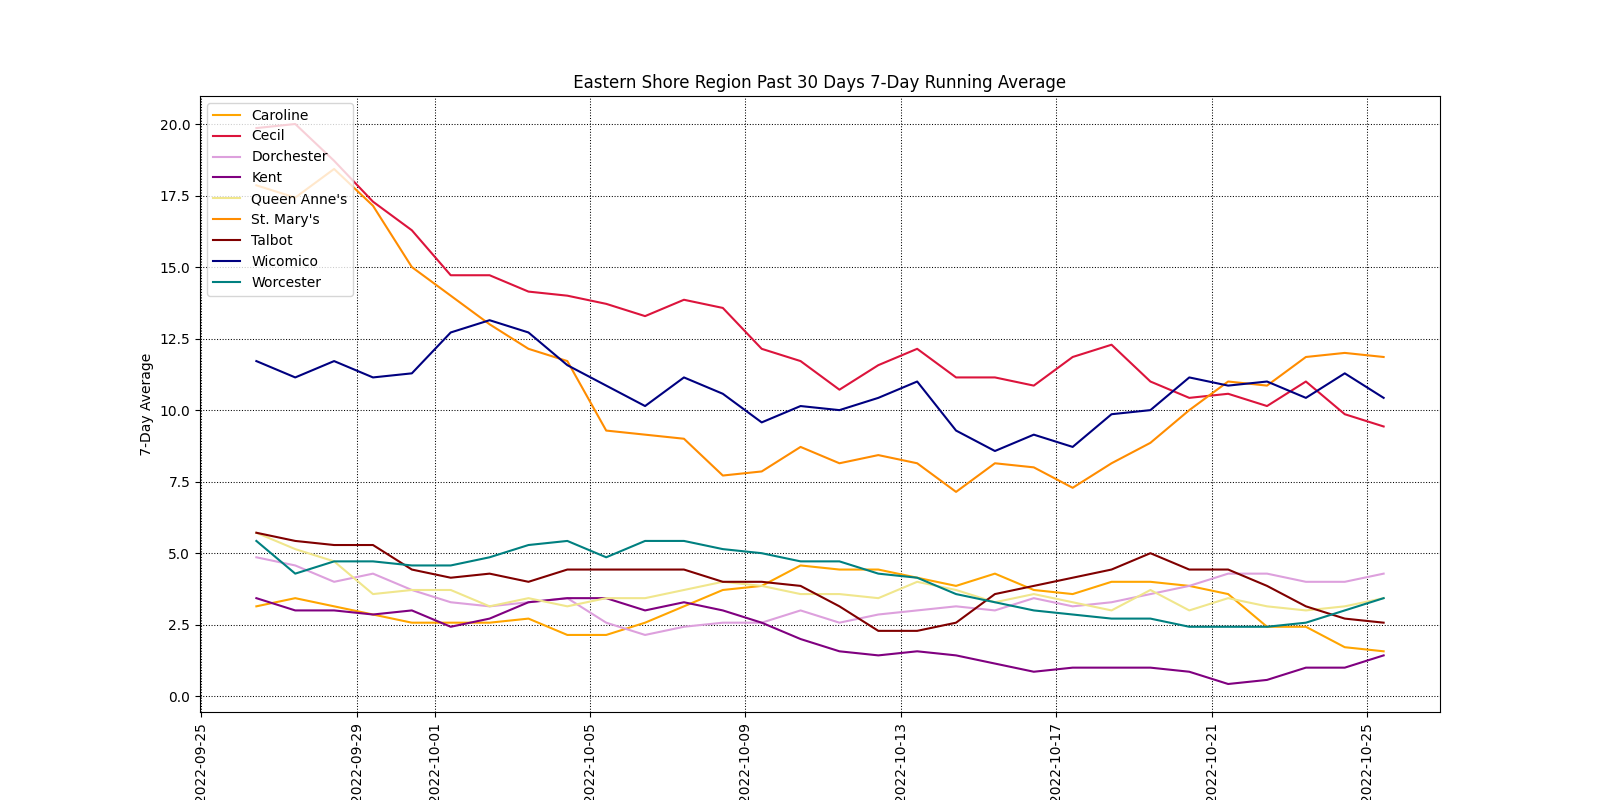 Eastern Shore Region Past 30 Days 7-Day Running Average
Caroline
Cecil
Dorchester
Kent
Queen Anne's
St. Mary's
Talbot
Wicomico
Worcester
7-Day Average
20.0
17.5
15.0
12.5
10.0
7.5
5.0
2.5
0.0
2022-09-25
2022-09-29
2022-10-01
2022-10-05
2022-10-09
2022-10-13
2022-10-17
2022-10-21
2022-10-25